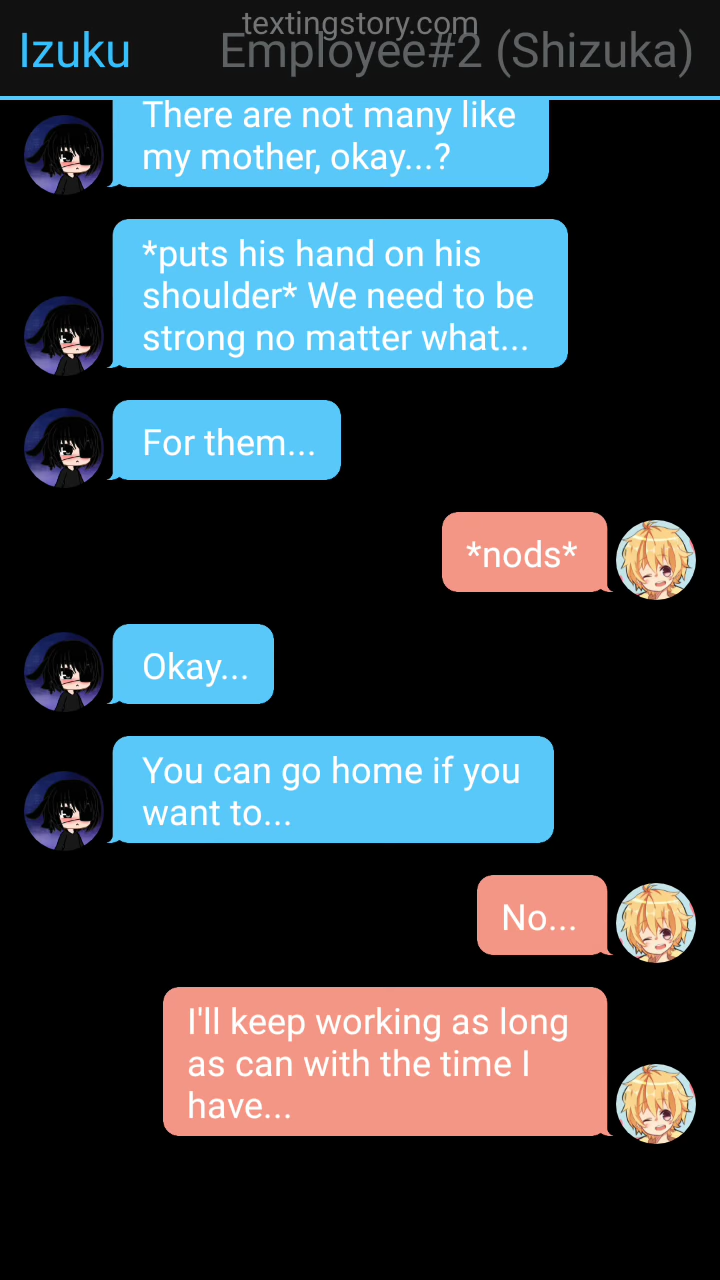 textingstory.com
Izuku
Employee#2 (Shizuka)
There are not many like
my mother, okay...?
*puts his hand on his
shoulder* We need to be
strong no matter what...
For them...
*nods*
Okay...
You can go home if you
want to...
No...
I'll keep working as long
as can with the time I
have...